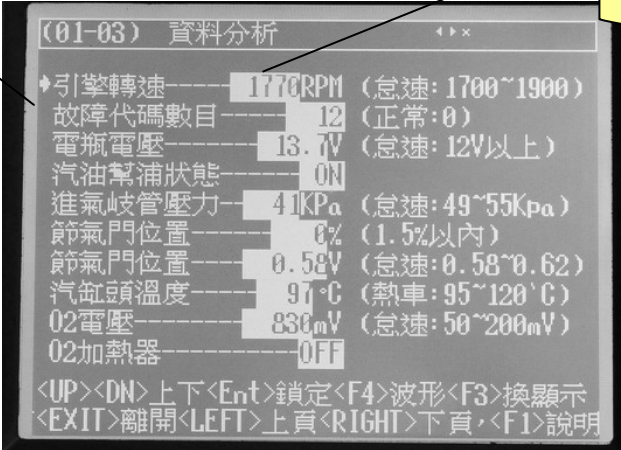 (01-03) 資料分析 ◂ ▸ ×
➧引擎轉速-----1770RPM (怠速:1700~1900)
故障代碼數目------12 (正常:0)
電瓶電壓-------13.7V (怠速:12V以上)
汽油幫浦狀態-------ON
進氣歧管壓力--41KPa (怠速:49~55Kpa)
節氣門位置------0% (1.5%以內)
節氣門位置----0.58V (怠速:0.58~0.62)
汽缸頭溫度-----97°C (熱車:95~120`C)
O2電壓--------830mV (怠速:50~200mV)
O2加熱器---------OFF
<UP><DN>上下<Ent>鎖定<F4>波形<F3>換顯示
<EXIT>離開<LEFT>上頁<RIGHT>下頁,<F1>說明